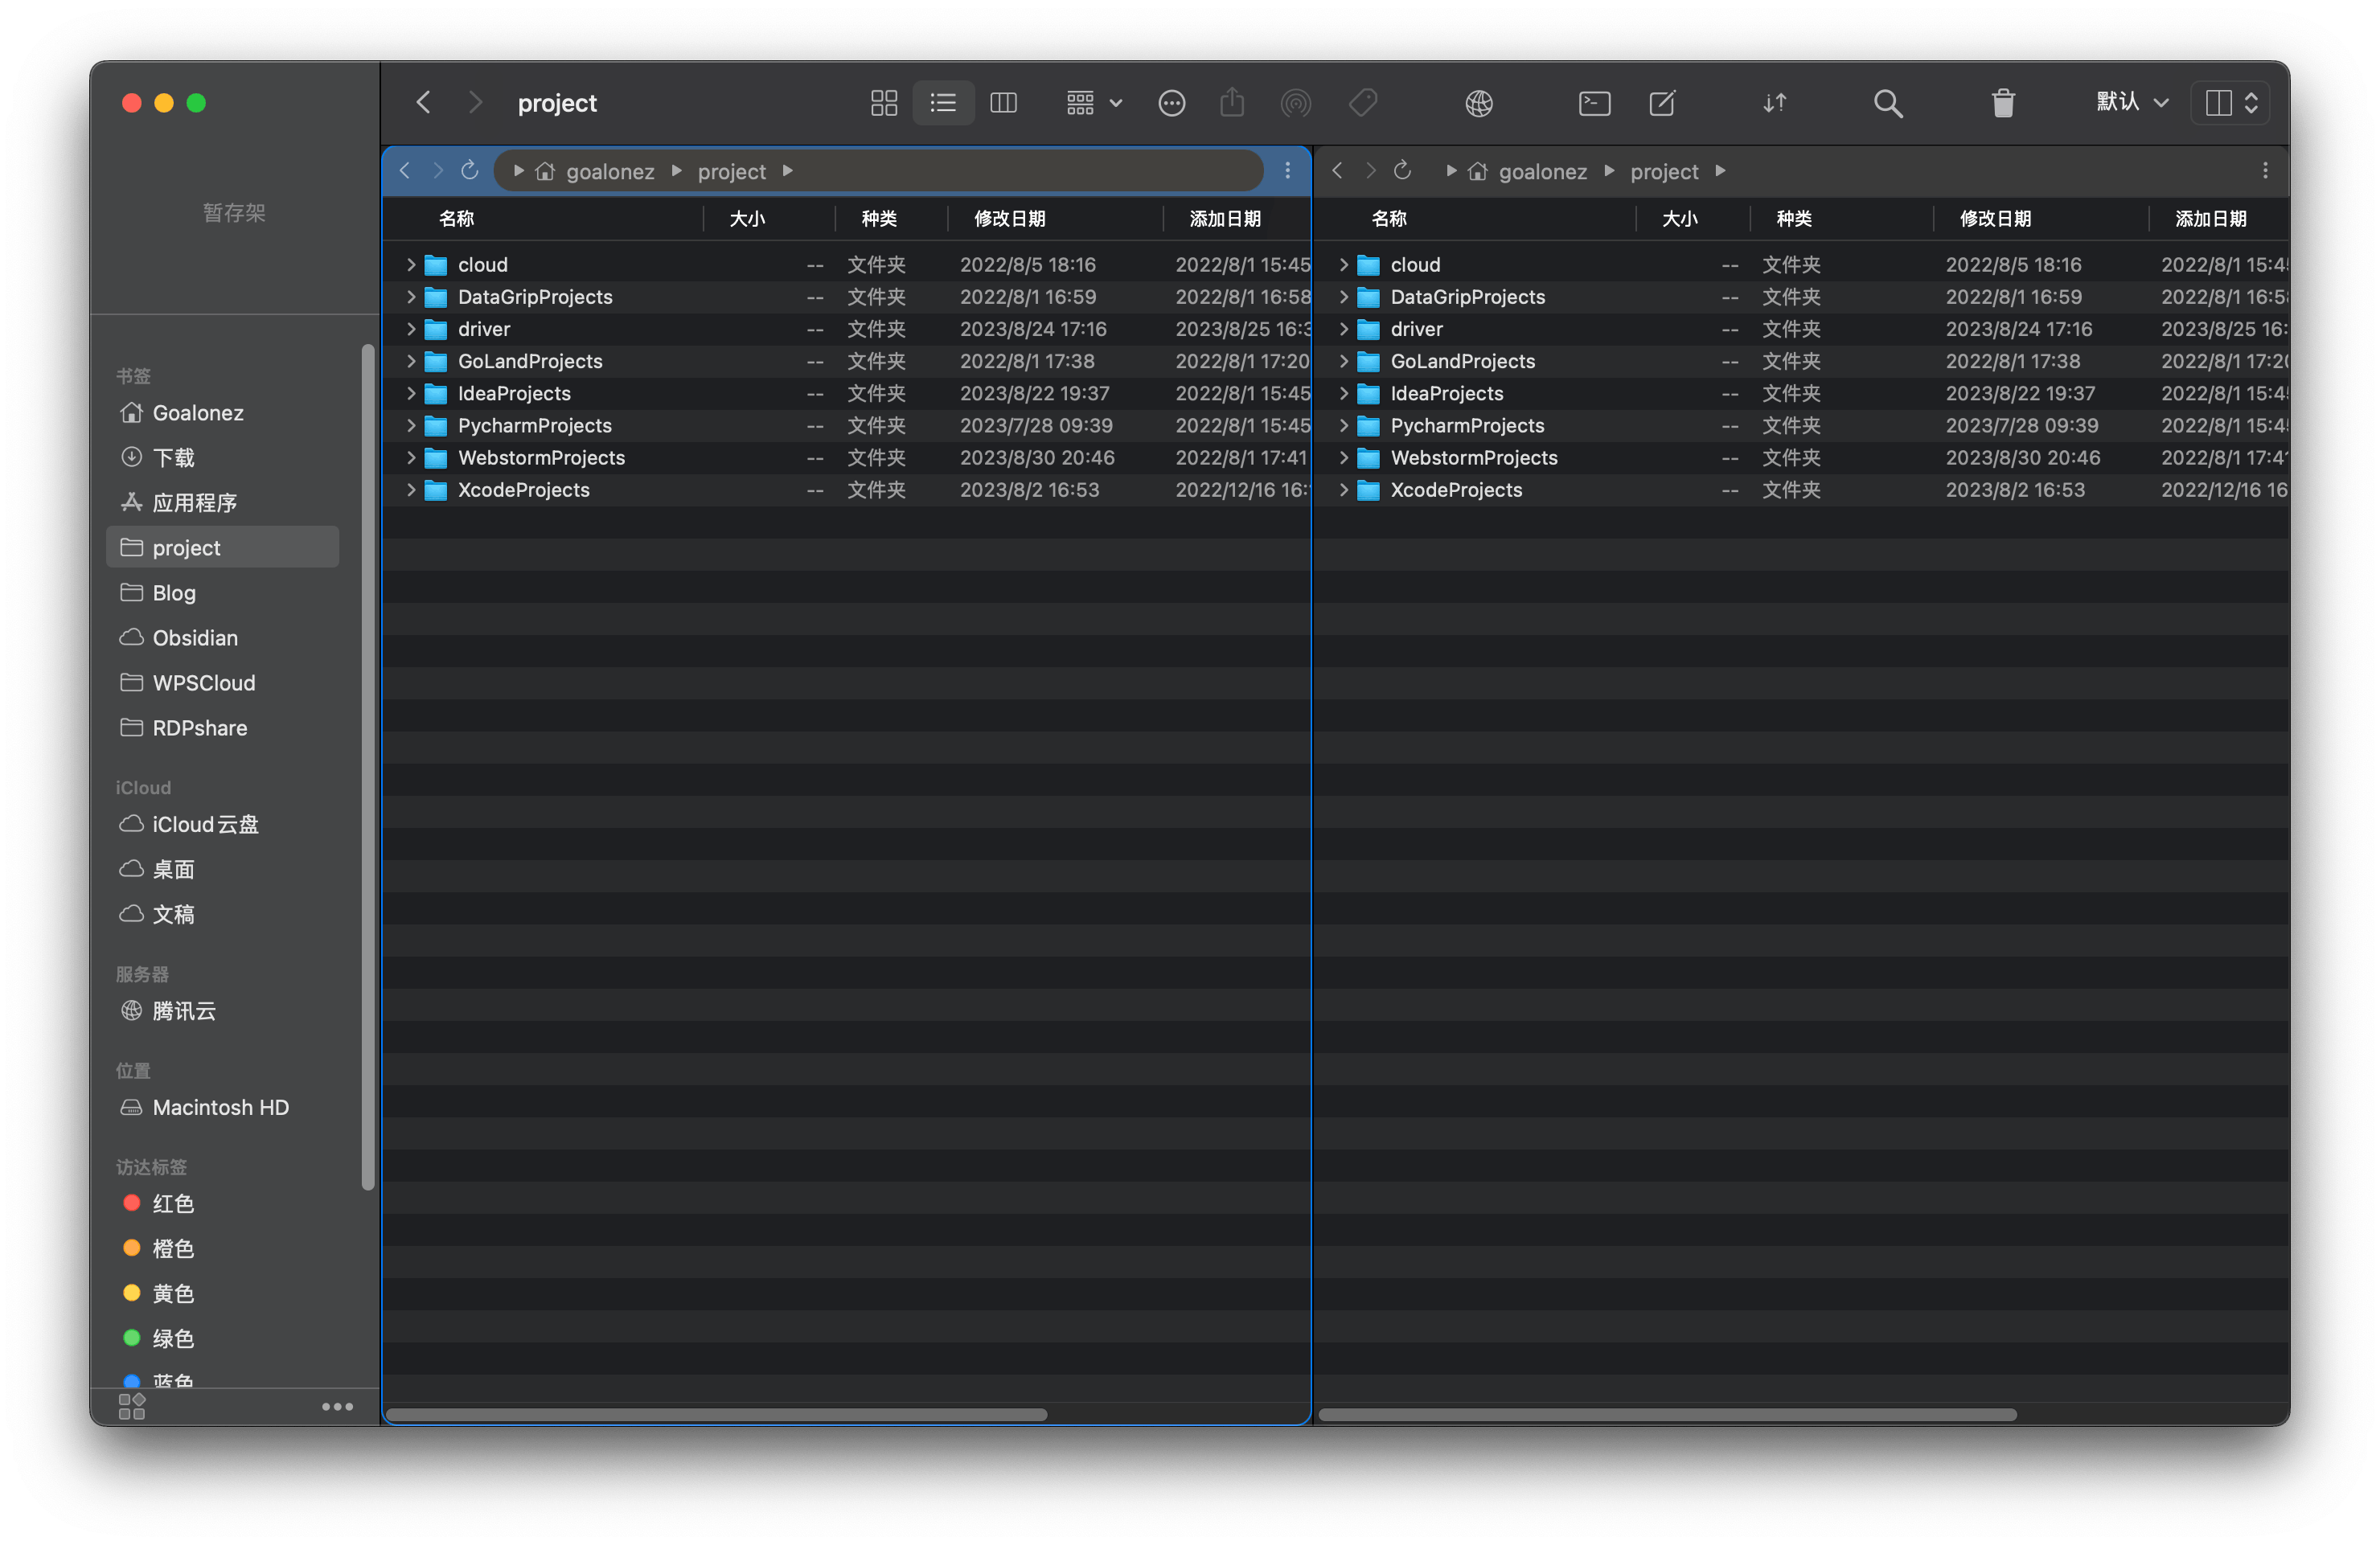 project
默认
暂存架
书签
Goalonez
下载
应用程序
project
Blog
Obsidian
WPSCloud
RDPshare
iCloud
iCloud云盘
桌面
文稿
服务器
腾讯云
位置
Macintosh HD
访达标签
红色
橙色
黄色
绿色
蓝色
goalonez project
名称 大小 种类 修改日期 添加日期
cloud -- 文件夹 2022/8/5 18:16 2022/8/1 15:45
DataGripProjects -- 文件夹 2022/8/1 16:59 2022/8/1 16:58
driver -- 文件夹 2023/8/24 17:16 2023/8/25 16:3
GoLandProjects -- 文件夹 2022/8/1 17:38 2022/8/1 17:20
IdeaProjects -- 文件夹 2023/8/22 19:37 2022/8/1 15:45
PycharmProjects -- 文件夹 2023/7/28 09:39 2022/8/1 15:45
WebstormProjects -- 文件夹 2023/8/30 20:46 2022/8/1 17:41
XcodeProjects -- 文件夹 2023/8/2 16:53 2022/12/16 16:
goalonez project
名称 大小 种类 修改日期 添加日期
cloud -- 文件夹 2022/8/5 18:16 2022/8/1 15:45
DataGripProjects -- 文件夹 2022/8/1 16:59 2022/8/1 16:58
driver -- 文件夹 2023/8/24 17:16 2023/8/25 16:
GoLandProjects -- 文件夹 2022/8/1 17:38 2022/8/1 17:20
IdeaProjects -- 文件夹 2023/8/22 19:37 2022/8/1 15:45
PycharmProjects -- 文件夹 2023/7/28 09:39 2022/8/1 15:45
WebstormProjects -- 文件夹 2023/8/30 20:46 2022/8/1 17:41
XcodeProjects -- 文件夹 2023/8/2 16:53 2022/12/16 16